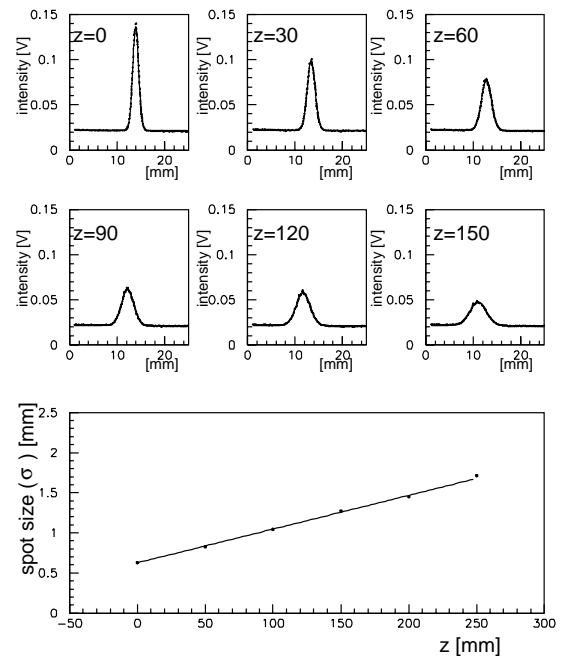 z=0
intensity [V]
0.15
0.1
0.05
0
0 10 20
[mm]
z=30
intensity [V]
0.15
0.1
0.05
0
0 10 20
[mm]
z=60
intensity [V]
0.15
0.1
0.05
0
0 10 20
[mm]
z=90
intensity [V]
0.15
0.1
0.05
0
0 10 20
[mm]
z=120
intensity [V]
0.15
0.1
0.05
0
0 10 20
[mm]
z=150
intensity [V]
0.15
0.1
0.05
0
0 10 20
[mm]
spot size (σ ) [mm]
2.5
2
1.5
1
0.5
0
-50 0 50 100 150 200 250 300
z [mm]